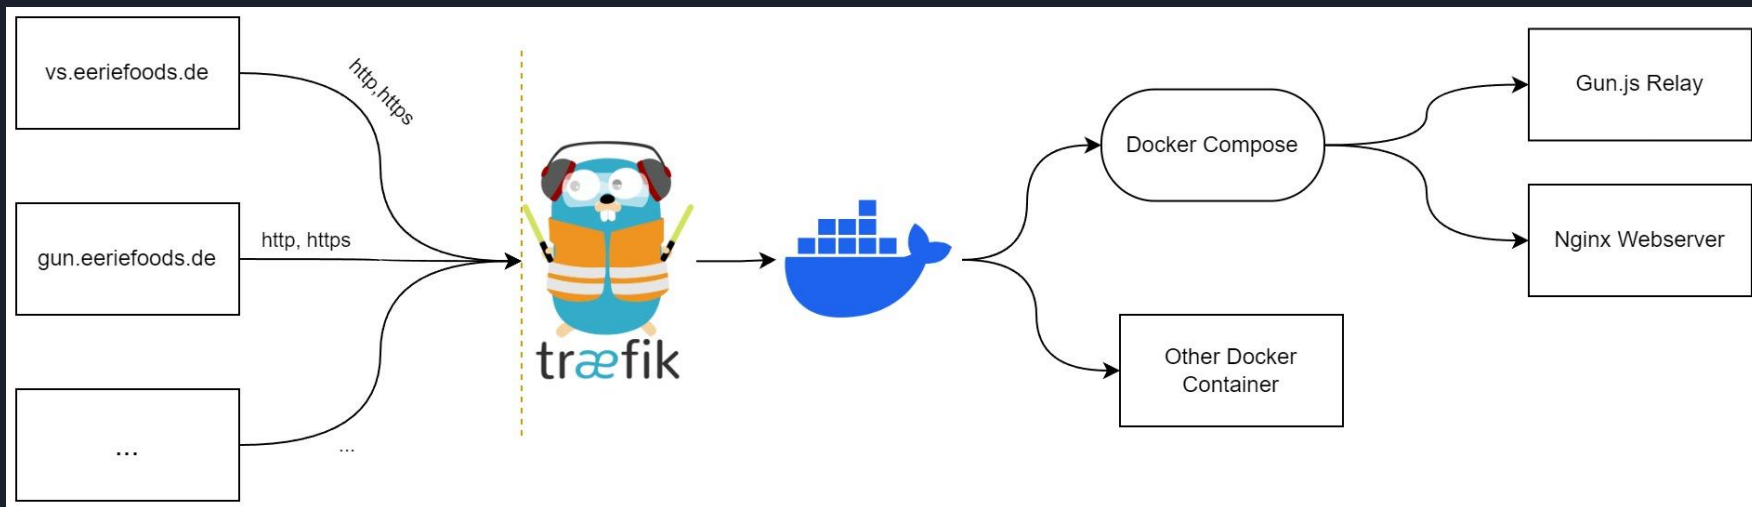 vs.eeriefoods.de
http,https
gun.eeriefoods.de
http, https
...
...
træfik
Docker Compose
Other Docker
Container
Gun.js Relay
Nginx Webserver